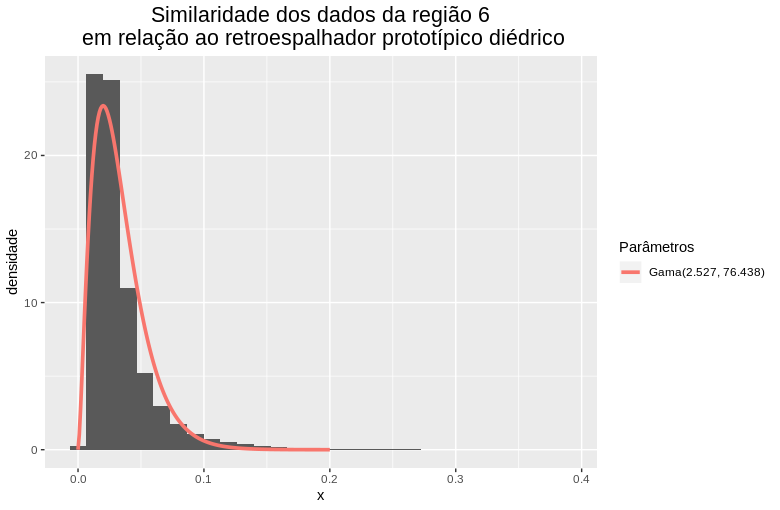 Similaridade dos dados da região 6
em relação ao retroespalhador prototípico diédrico
densidade
20
10
0
0.0
0.1
0.2
0.3
0.4
x
Parâmetros
Gama(2.527, 76.438)